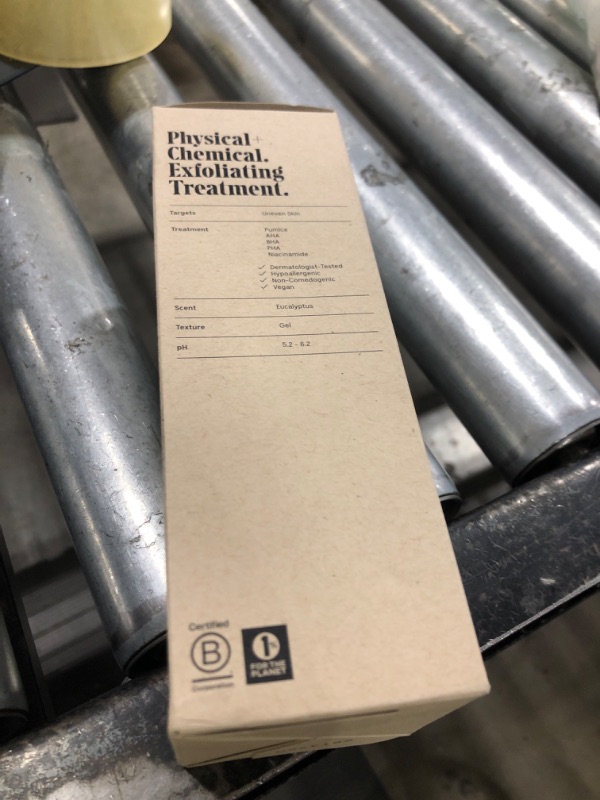 Physical+
Chemical.
Exfoliating
Treatment.
Targets Uneven Skin
Treatment Pumice
AHA
BHA
PHA
Niacinamide
✓ Dermatologist-Tested
✓ Hypoallergenic
✓ Non-Comedogenic
✓ Vegan
Scent Eucalyptus
Texture Gel
pH 5.2 - 6.2
Certified
B
Corporation
1%
FOR THE
PLANET